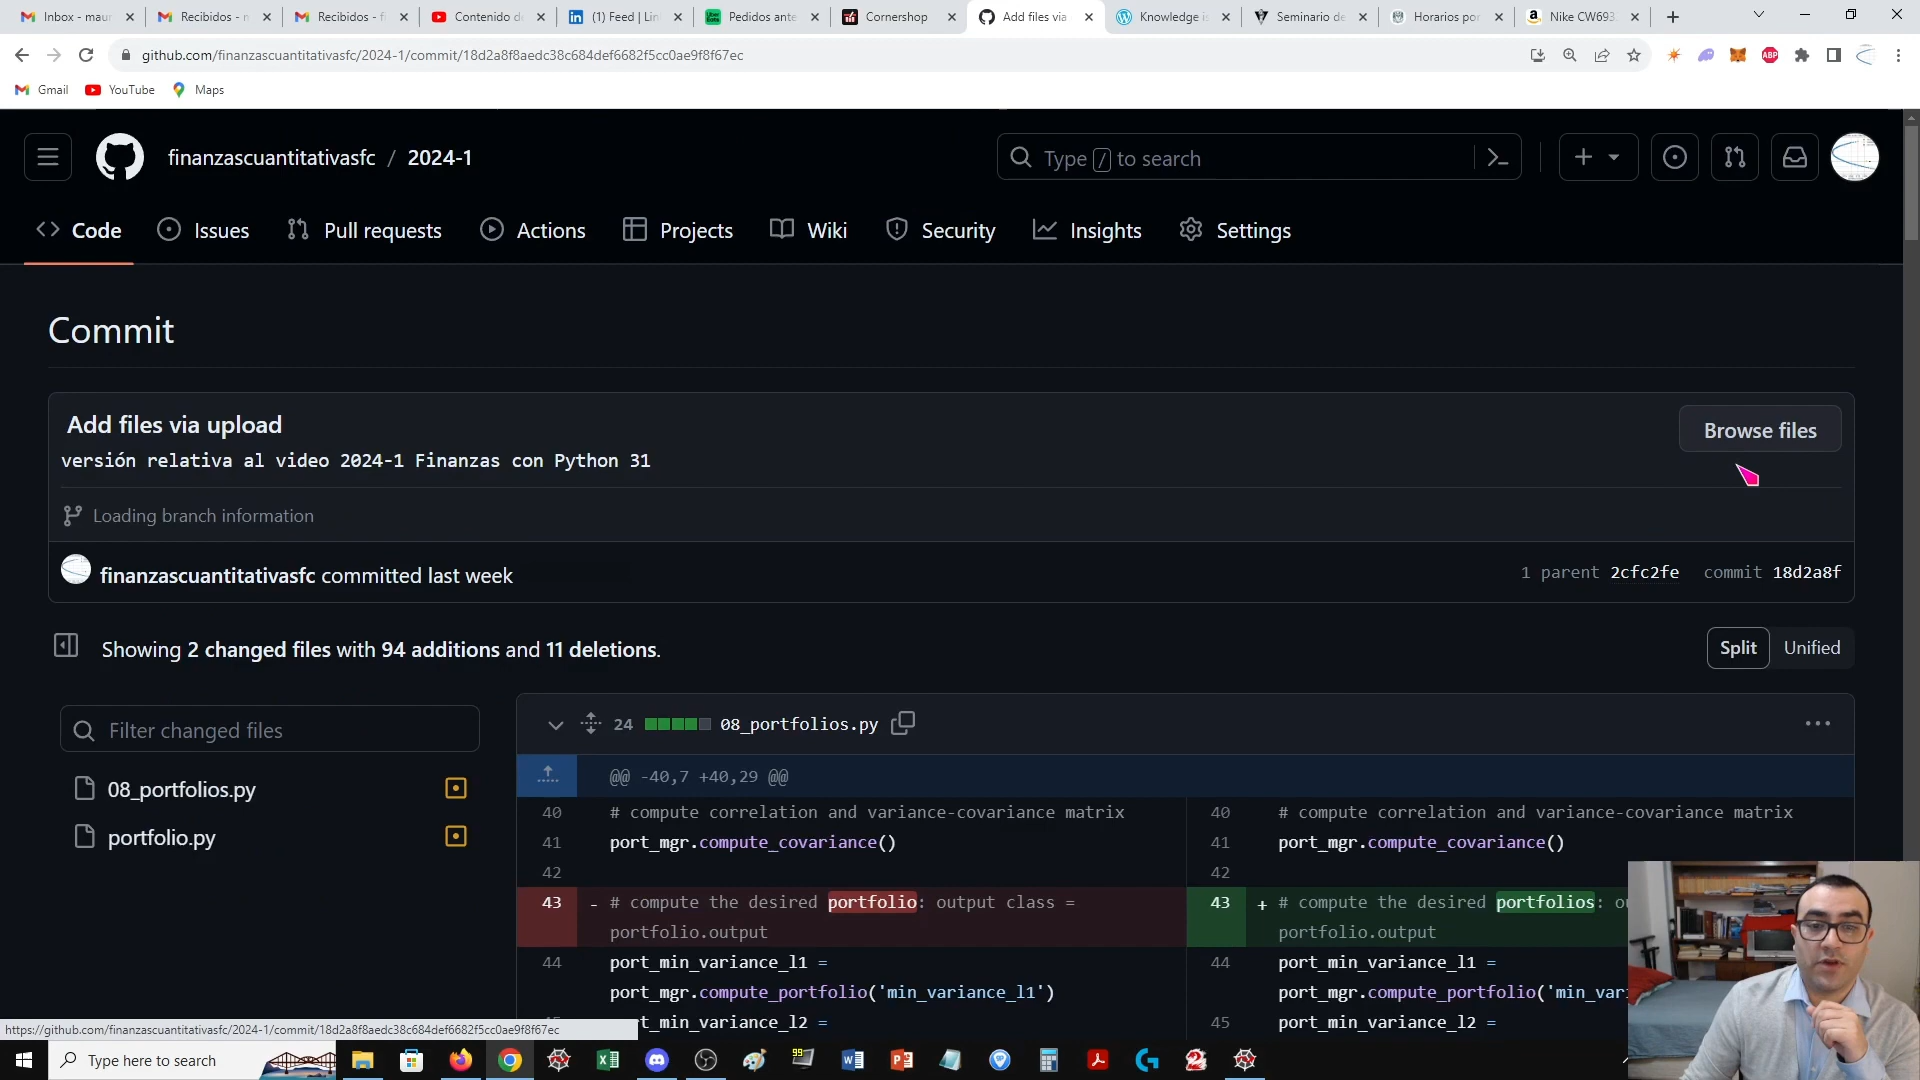 Inbox - mau
Recibidos - r
Recibidos - f
Contenido d
(1) Feed | Lin
Pedidos ante
Cornershop
Add files via
Knowledge is
Seminario de
Horarios por
Nike CW693
github.com/finanzascuantitativasfc/2024-1/commit/18d2a8f8aedc38c684def6682f5cc0ae9f8f67ec
Gmail YouTube Maps
finanzascuantitativasfc / 2024-1
Type / to search
Code Issues Pull requests Actions Projects Wiki Security Insights Settings
Commit
Add files via upload
Browse files
versión relativa al video 2024-1 Finanzas con Python 31
Loading branch information
finanzascuantitativasfc committed last week
1 parent 2cfc2fe commit 18d2a8f
Showing 2 changed files with 94 additions and 11 deletions.
Split Unified
Filter changed files
08_portfolios.py
portfolio.py
24 08_portfolios.py
@@ -40,7 +40,29 @@
40 # compute correlation and variance-covariance matrix
41 port_mgr.compute_covariance()
42
43 - # compute the desired portfolio: output class =
portfolio.output
44 port_min_variance_l1 =
port_mgr.compute_portfolio('min_variance_l1')
t_min_variance_l2 =
40 # compute correlation and variance-covariance matrix
41 port_mgr.compute_covariance()
42
43 + # compute the desired portfolios: ou
portfolio.output
44 port_min_variance_l1 =
port_mgr.compute_portfolio('min_vari
45 port_min_variance_l2 =
https://github.com/finanzascuantitativasfc/2024-1/commit/18d2a8f8aedc38c684def6682f5cc0ae9f8f67ec
Type here to search